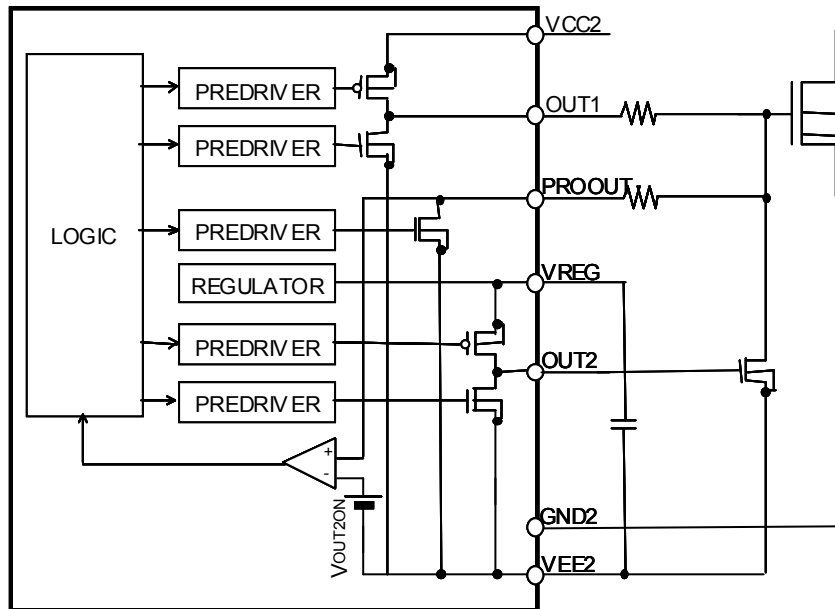 VCC2
PREDRIVER
OUT1
PREDRIVER
PROOUT
LOGIC
PREDRIVER
REGULATOR
VREG
PREDRIVER
OUT2
PREDRIVER
+
-
VOUT2ON
GND2
VEE2